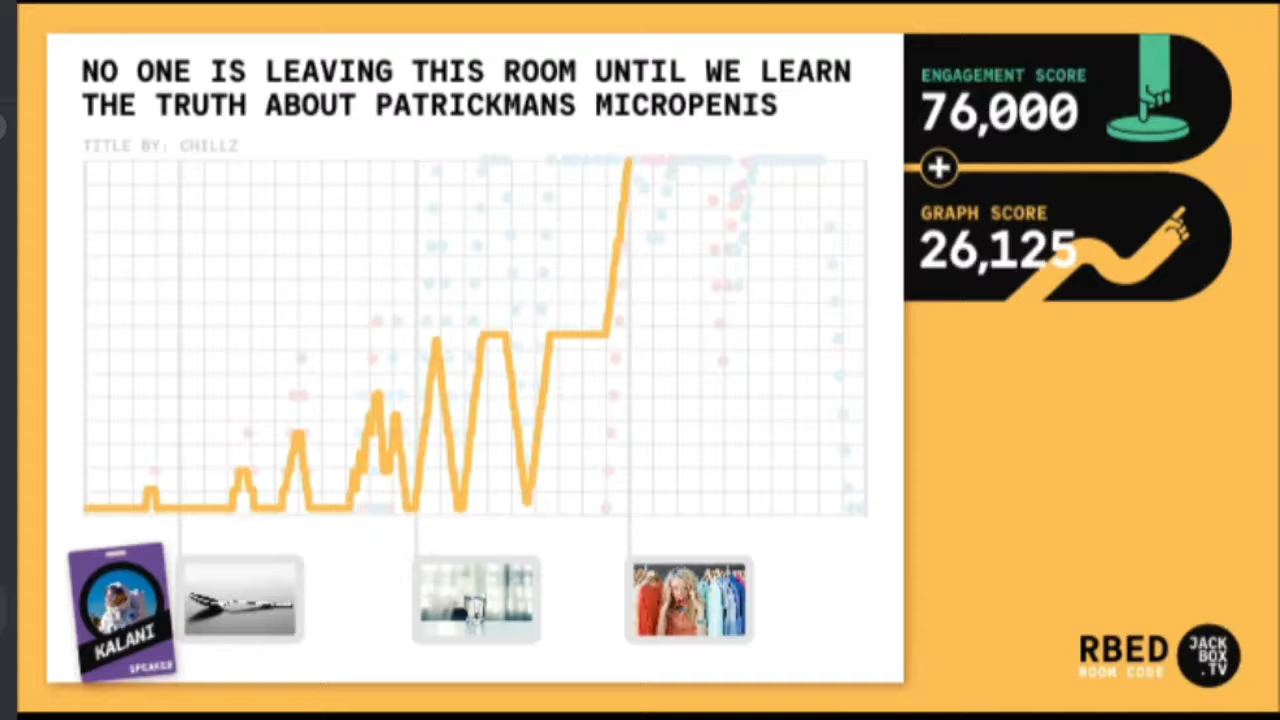 NO ONE IS LEAVING THIS ROOM UNTIL WE LEARN
THE TRUTH ABOUT PATRICKMANS MICROPENIS
TITLE BY: CHILLZ
ENGAGEMENT SCORE
76,000
+
GRAPH SCORE
26,125
KALANI
SPEAKER
RBED
ROOM CODE
JACK
BOX
.TV